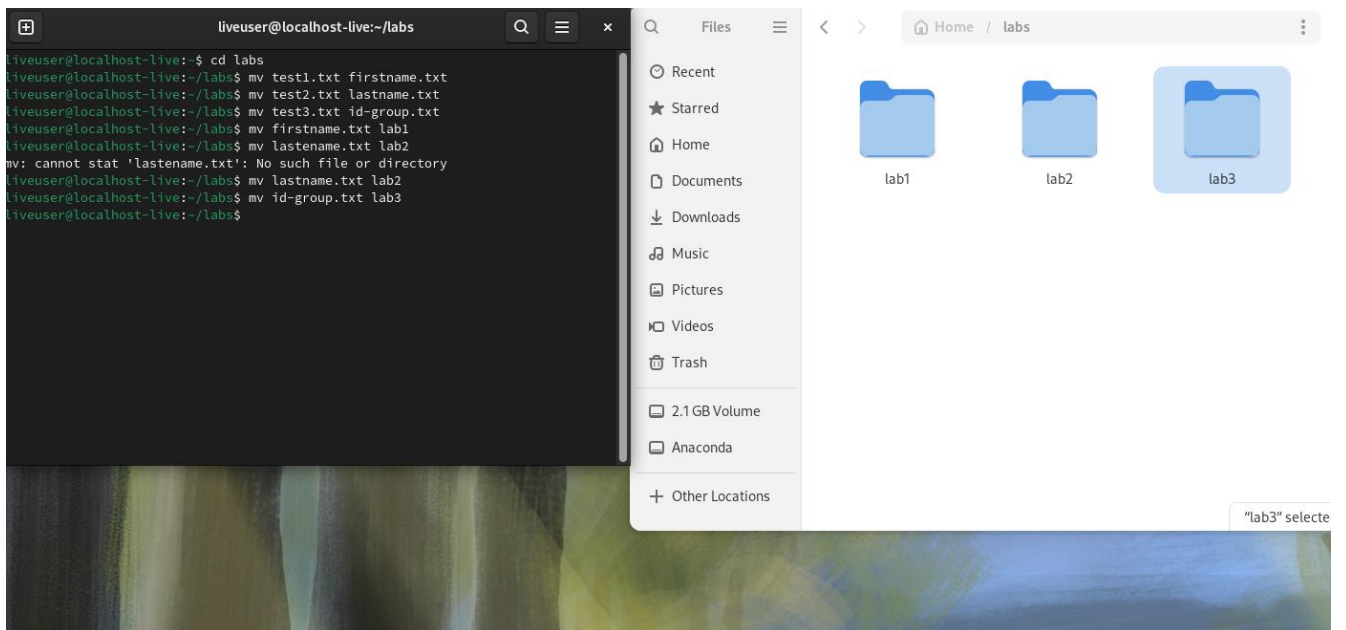 liveuser@localhost-live:~/labs
liveuser@localhost-live:~$ cd labs
liveuser@localhost-live:~/labs$ mv test1.txt firstname.txt
liveuser@localhost-live:~/labs$ mv test2.txt lastname.txt
liveuser@localhost-live:~/labs$ mv test3.txt id-group.txt
liveuser@localhost-live:~/labs$ mv firstname.txt lab1
liveuser@localhost-live:~/labs$ mv lastename.txt lab2
mv: cannot stat 'lastename.txt': No such file or directory
liveuser@localhost-live:~/labs$ mv lastname.txt lab2
liveuser@localhost-live:~/labs$ mv id-group.txt lab3
liveuser@localhost-live:~/labs$
Files
Recent
Starred
Home
Documents
Downloads
Music
Pictures
Videos
Trash
2.1 GB Volume
Anaconda
Other Locations
Home / labs
lab1 lab2 lab3
“lab3” selecte